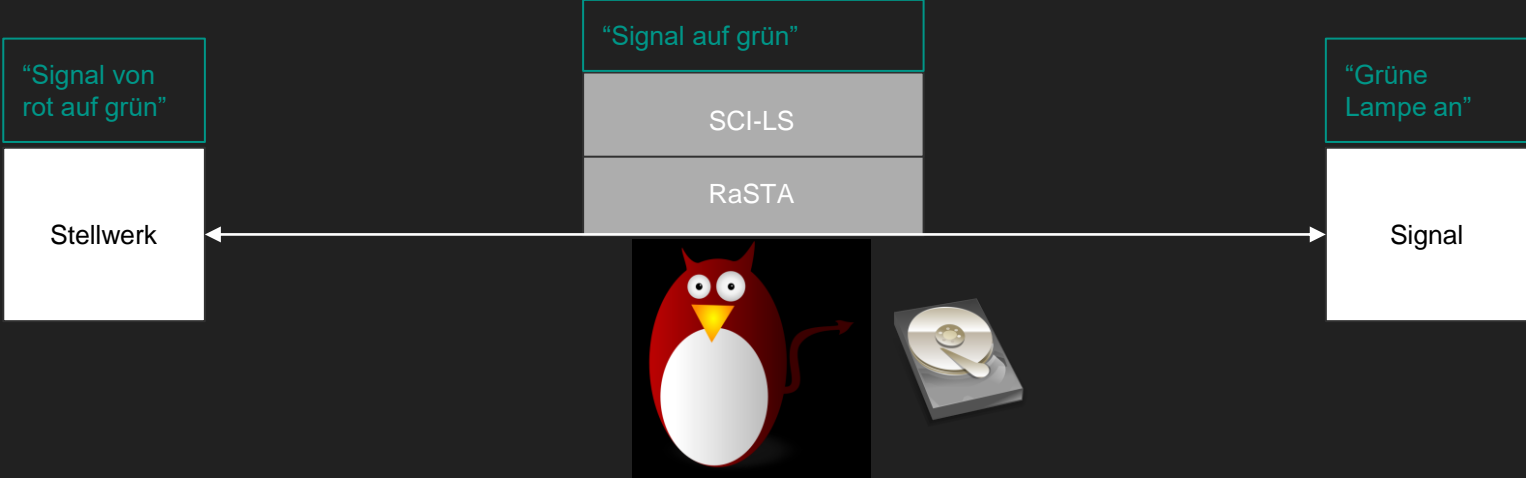 “Signal auf grün”
“Signal von
rot auf grün”
“Grüne
Lampe an”
SCI-LS
RaSTA
Stellwerk
Signal